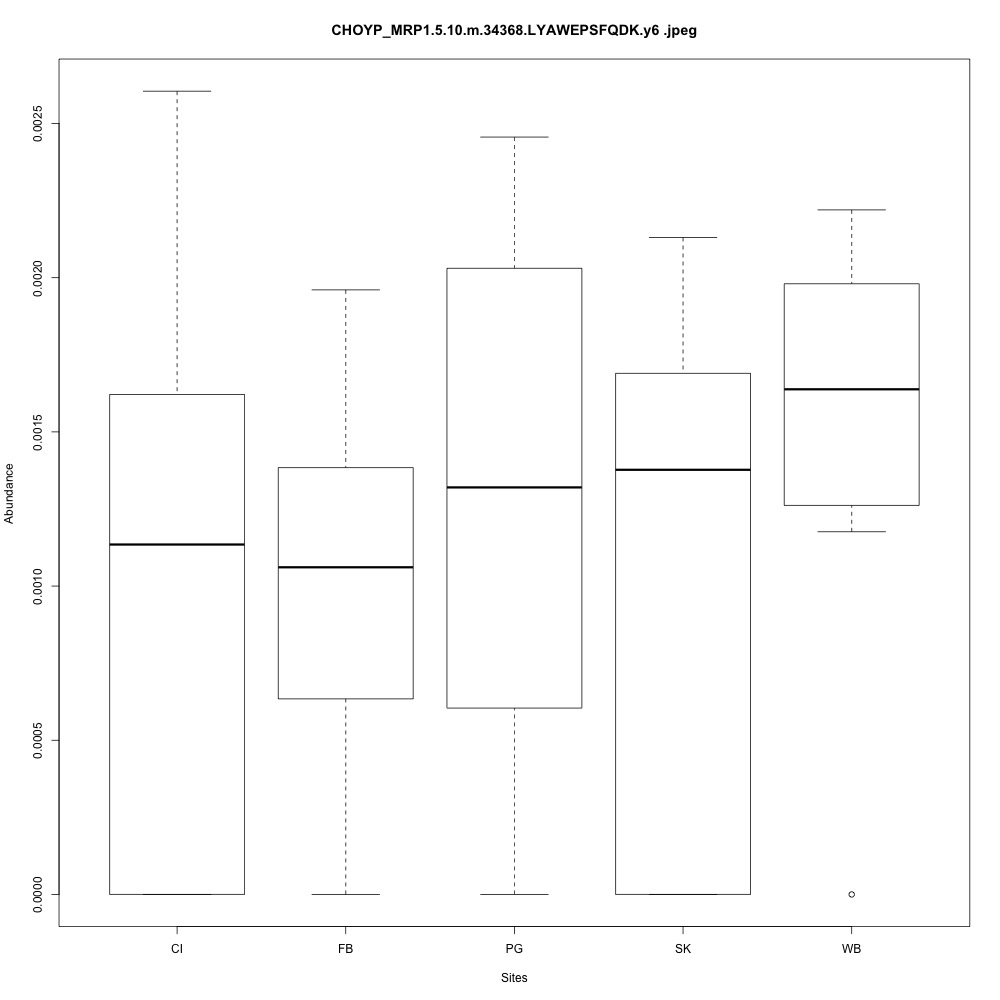 CHOYP_MRP1.5.10.m.34368.LYAWEPSFQDK.y6 .jpeg
0.0025
0.0020
0.0015
Abundance
0.0010
0.0005
0.0000
CI FB PG SK WB
Sites